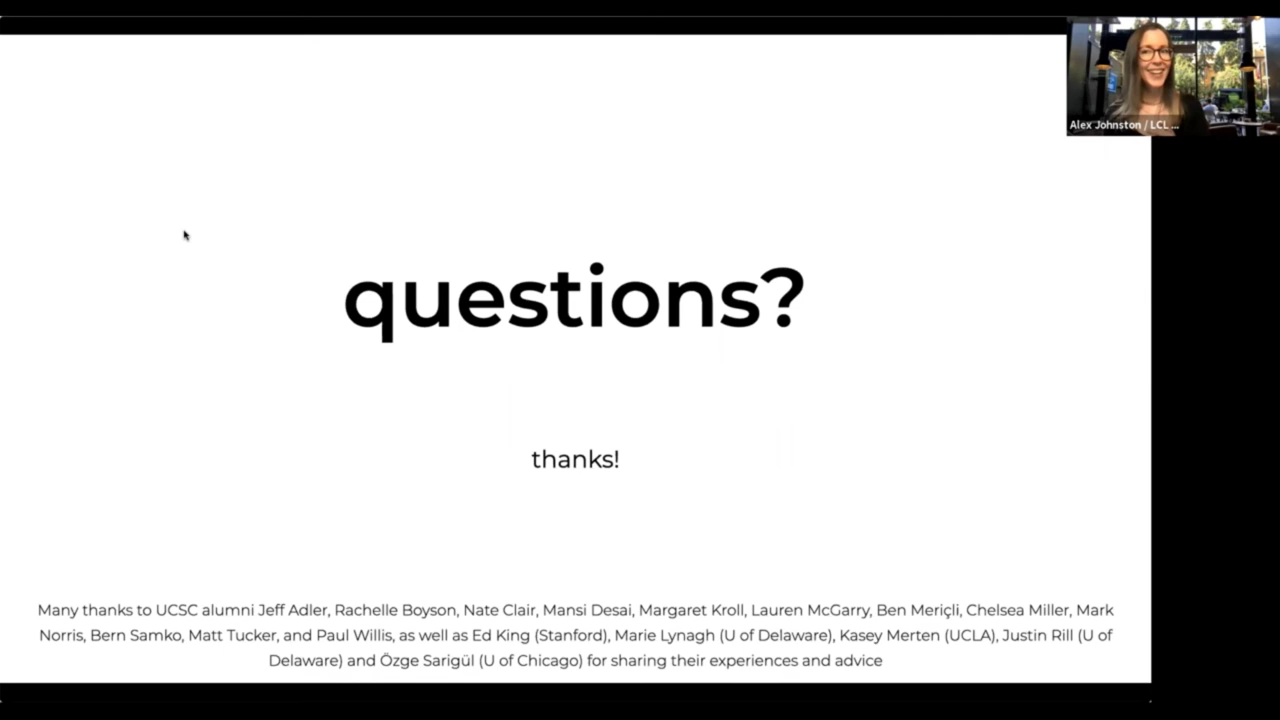 Alex Johnston / LCL ...
questions?
thanks!
Many thanks to UCSC alumni Jeff Adler, Rachelle Boyson, Nate Clair, Mansi Desai, Margaret Kroll, Lauren McGarry, Ben Meriçli, Chelsea Miller, Mark
Norris, Bern Samko, Matt Tucker, and Paul Willis, as well as Ed King (Stanford), Marie Lynagh (U of Delaware), Kasey Merten (UCLA), Justin Rill (U of
Delaware) and Özge Sarigül (U of Chicago) for sharing their experiences and advice